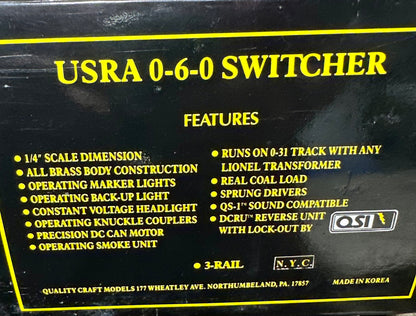 USRA 0-6-0 SWITCHER
FEATURES
• 1/4" SCALE DIMENSION
• ALL BRASS BODY CONSTRUCTION
• OPERATING MARKER LIGHTS
• OPERATING BACK-UP LIGHT
• CONSTANT VOLTAGE HEADLIGHT
• OPERATING KNUCKLE COUPLERS
• PRECISION DC CAN MOTOR
• OPERATING SMOKE UNIT
• RUNS ON 0-31 TRACK WITH ANY
LIONEL TRANSFORMER
• REAL COAL LOAD
• SPRUNG DRIVERS
• QS-1™ SOUND COMPATIBLE
• DCRU™ REVERSE UNIT
WITH LOCK-OUT BY QSI
• 3-RAIL N.Y.C.
QUALITY CRAFT MODELS 177 WHEATLEY AVE. NORTHUMBELAND, PA. 17857 MADE IN KOREA